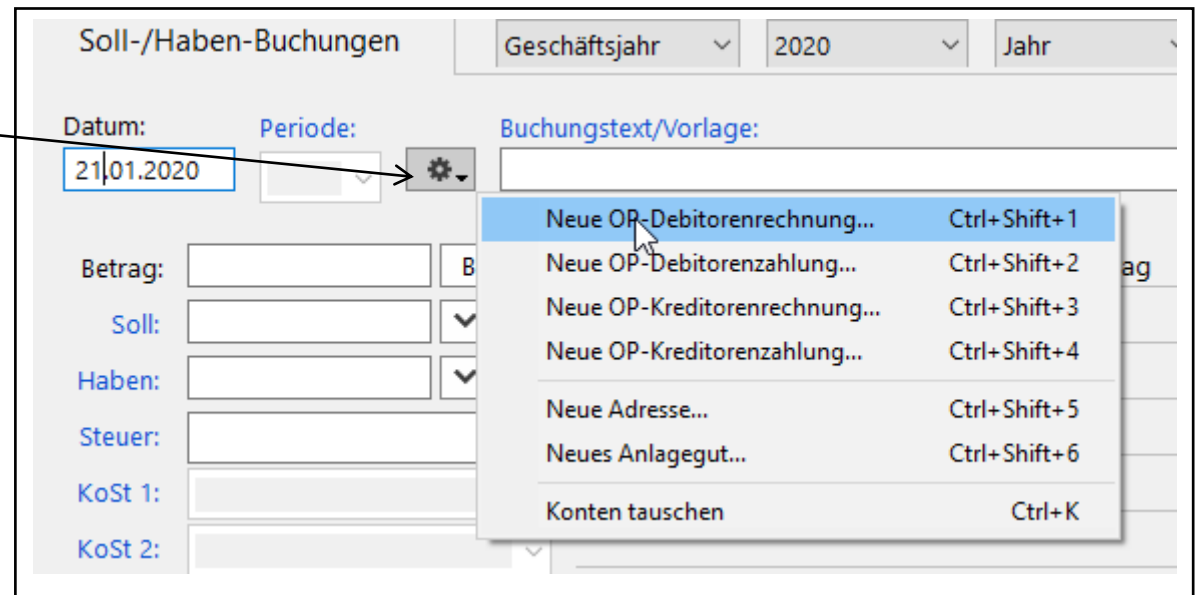 Soll-/Haben-Buchungen Geschäftsjahr 2020 Jahr
Datum: Periode: Buchungstext/Vorlage:
21.01.2020
Neue OP-Debitorenrechnung... Ctrl+Shift+1
Betrag: B Neue OP-Debitorenzahlung... Ctrl+Shift+2 ag
Soll: Neue OP-Kreditorenrechnung... Ctrl+Shift+3
Neue OP-Kreditorenzahlung... Ctrl+Shift+4
Haben:
Neue Adresse... Ctrl+Shift+5
Steuer:
Neues Anlagegut... Ctrl+Shift+6
KoSt 1:
Konten tauschen Ctrl+K
KoSt 2: